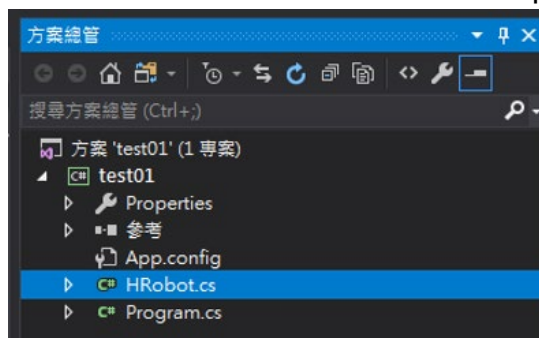 方案總管
搜尋方案總管 (Ctrl+;)
方案 'test01' (1 專案)
C# test01
Properties
參考
App.config
C# HRobot.cs
C# Program.cs